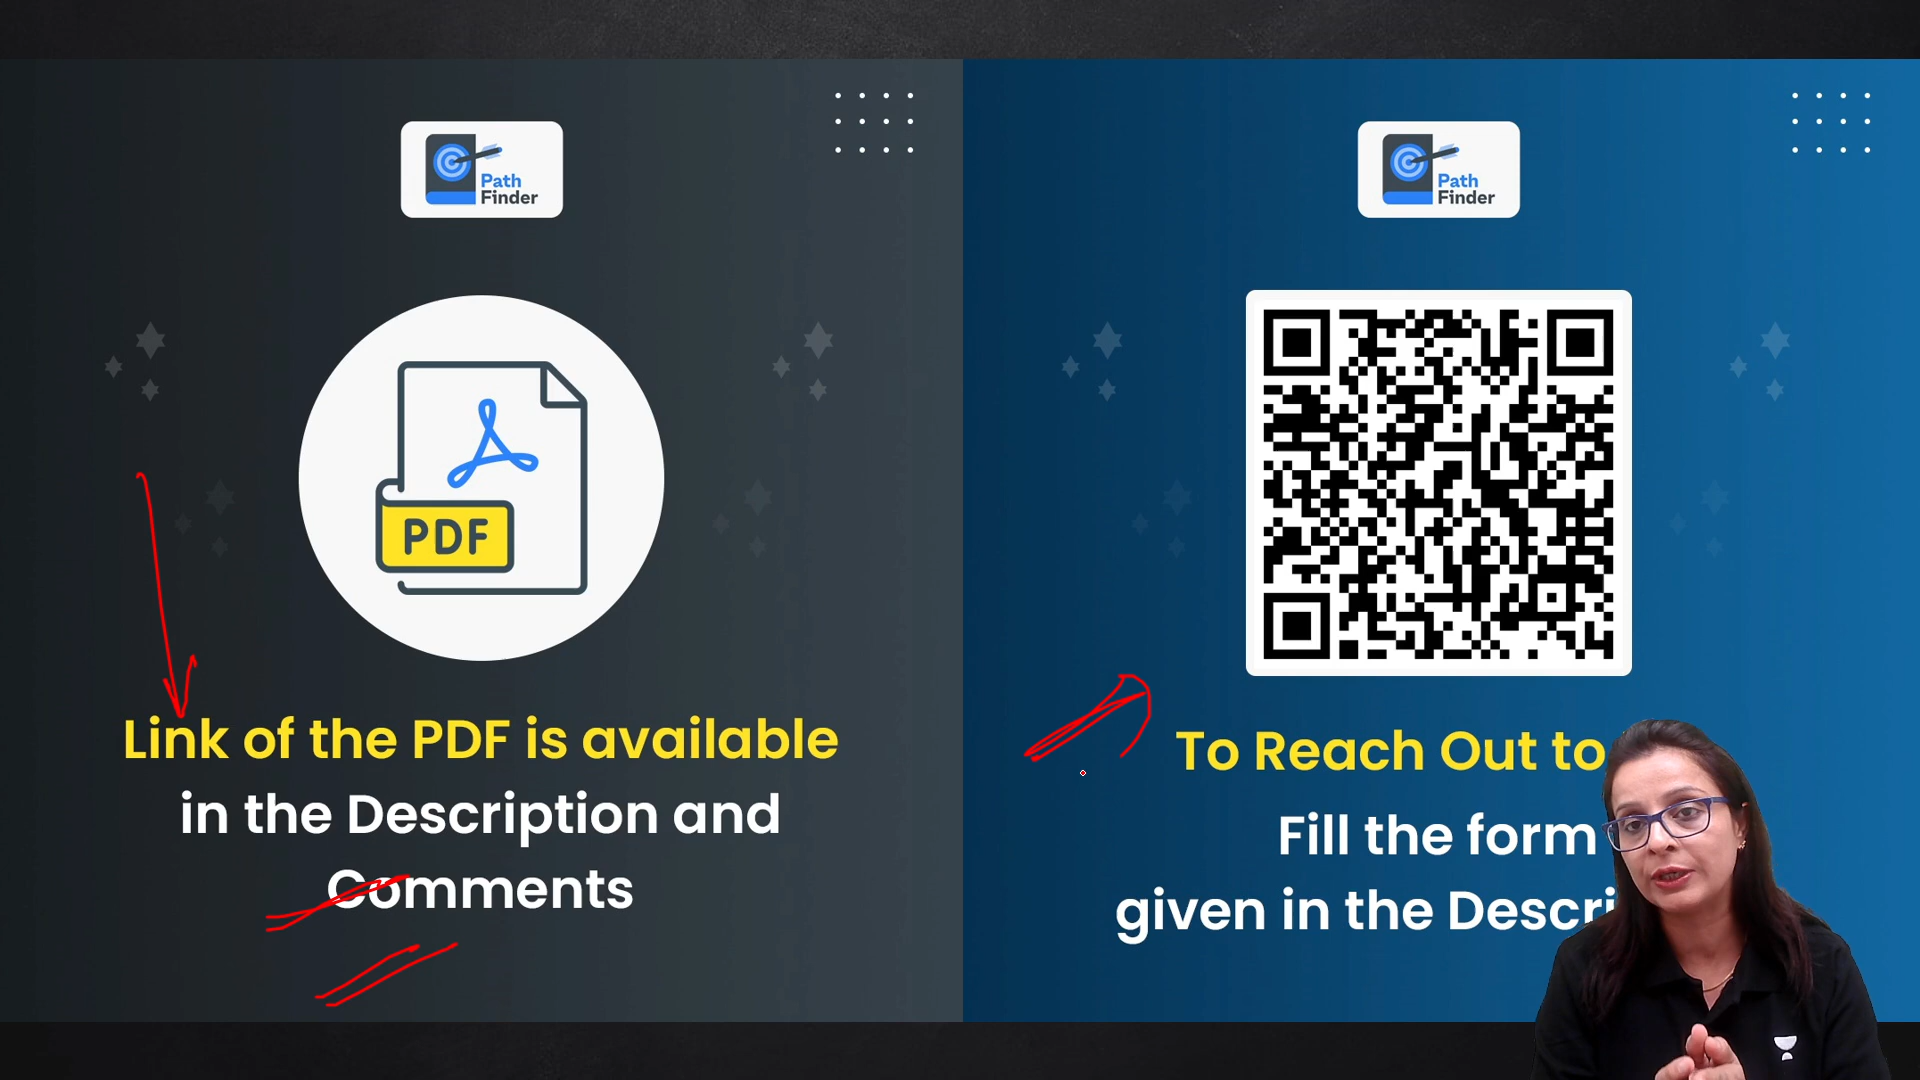 Path
Finder
PDF
Link of the PDF is available
in the Description and
Comments
Path
Finder
To Reach Out to
Fill the form
given in the